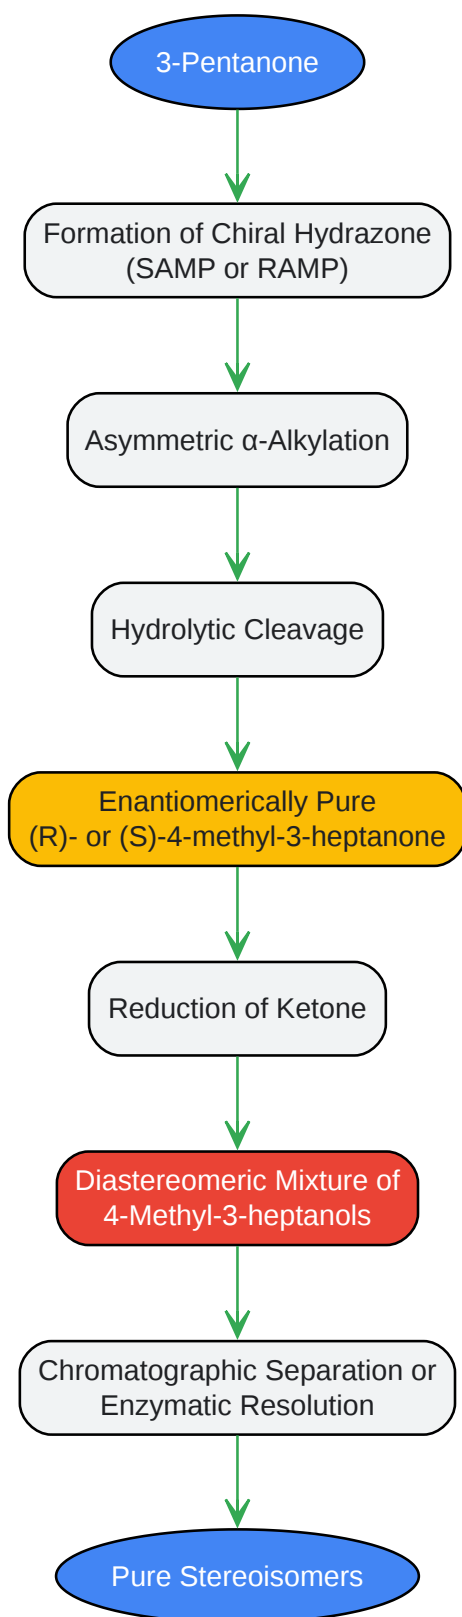 3-Pentanone
Formation of Chiral Hydrazone
(SAMP or RAMP)
Asymmetric α-Alkylation
Hydrolytic Cleavage
Enantiomerically Pure
(R)- or (S)-4-methyl-3-heptanone
Reduction of Ketone
Diastereomeric Mixture of
4-Methyl-3-heptanols
Chromatographic Separation or
Enzymatic Resolution
Pure Stereoisomers